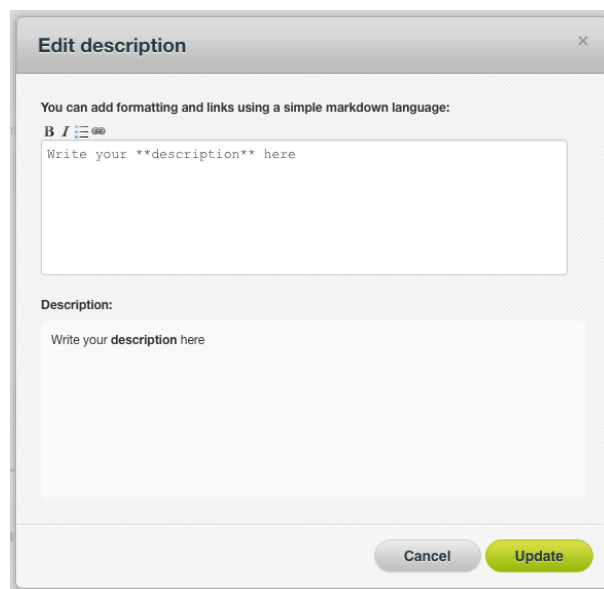 Edit description
×
You can add formatting and links using a simple markdown language:
B I
Write your **description** here
Description:
Write your description here
Cancel Update